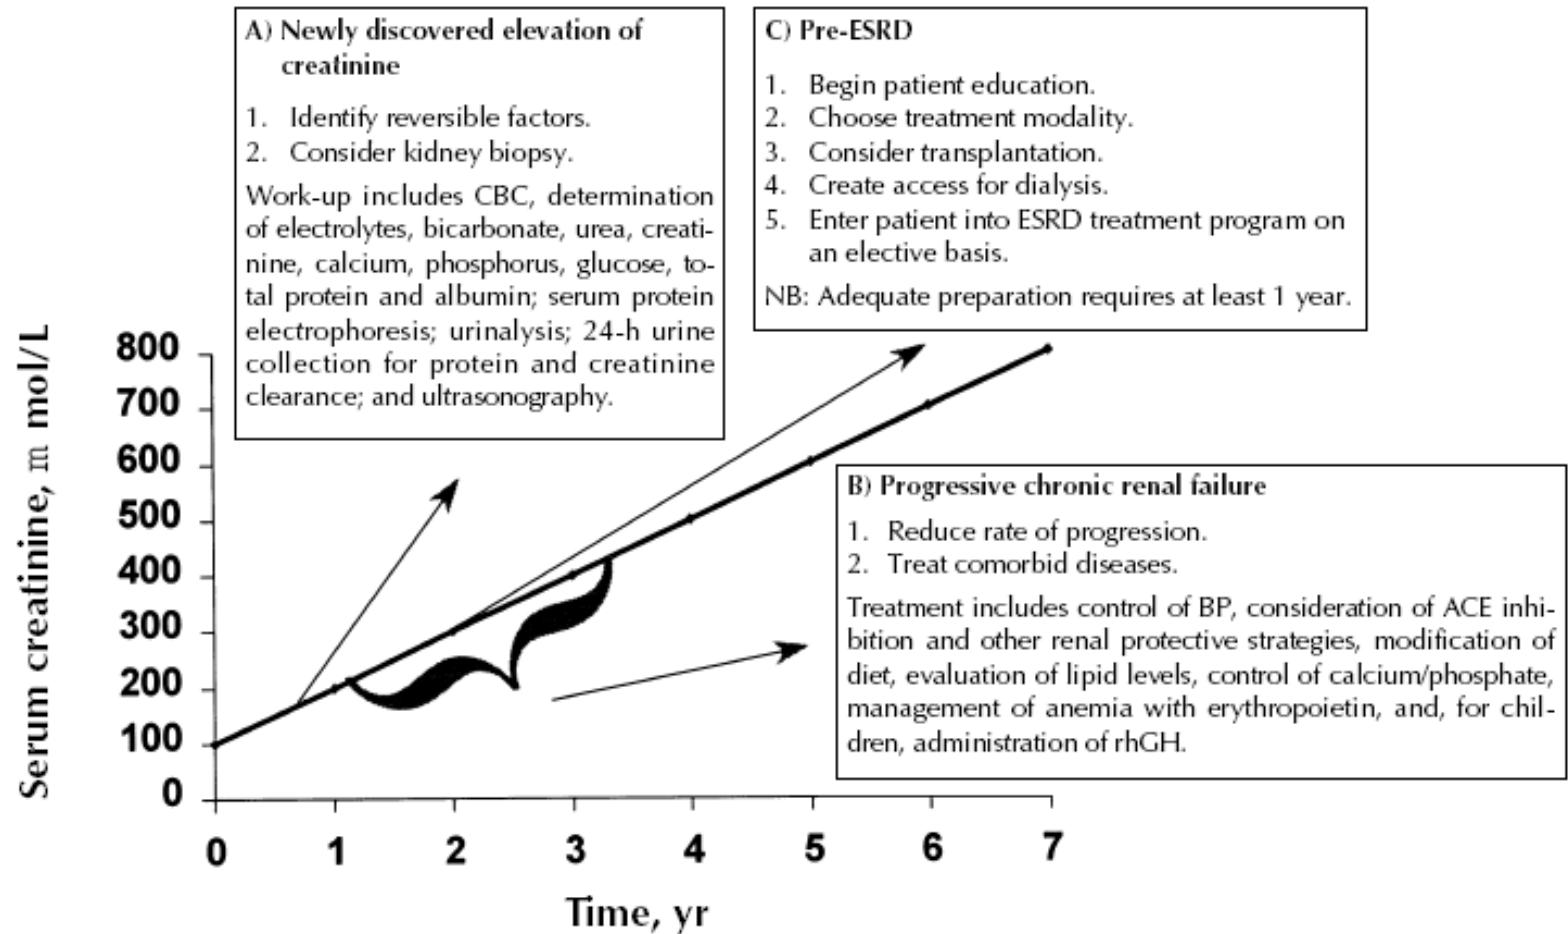 A) Newly discovered elevation of
creatinine
1. Identify reversible factors.
2. Consider kidney biopsy.
Work-up includes CBC, determination
of electrolytes, bicarbonate, urea, creati-
nine, calcium, phosphorus, glucose, to-
tal protein and albumin; serum protein
electrophoresis; urinalysis; 24-h urine
collection for protein and creatinine
clearance; and ultrasonography.
C) Pre-ESRD
1. Begin patient education.
2. Choose treatment modality.
3. Consider transplantation.
4. Create access for dialysis.
5. Enter patient into ESRD treatment program on
an elective basis.
NB: Adequate preparation requires at least 1 year.
B) Progressive chronic renal failure
1. Reduce rate of progression.
2. Treat comorbid diseases.
Treatment includes control of BP, consideration of ACE inhi-
bition and other renal protective strategies, modification of
diet, evaluation of lipid levels, control of calcium/phosphate,
management of anemia with erythropoietin, and, for chil-
dren, administration of rhGH.
Serum creatinine, m mol/L
800
700
600
500
400
300
200
100
0
0 1 2 3 4 5 6 7
Time, yr